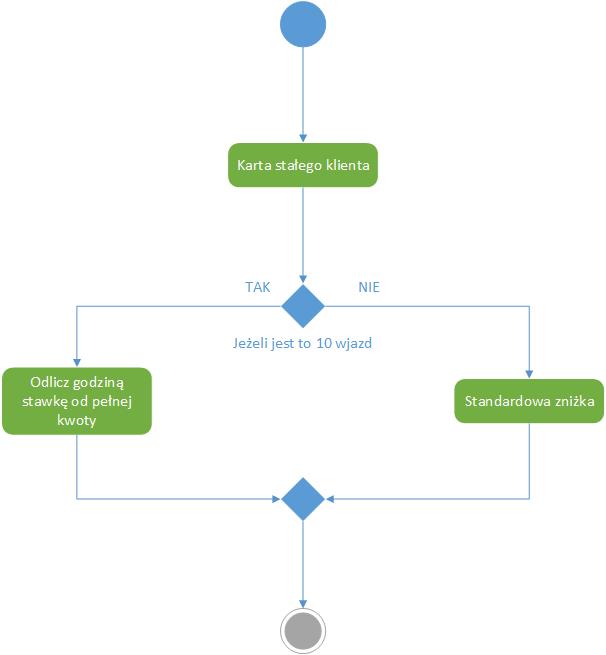 Karta stałego klienta
TAK
NIE
Jeżeli jest to 10 wjazd
Odlicz godziną
stawkę od pełnej
kwoty
Standardowa zniżka